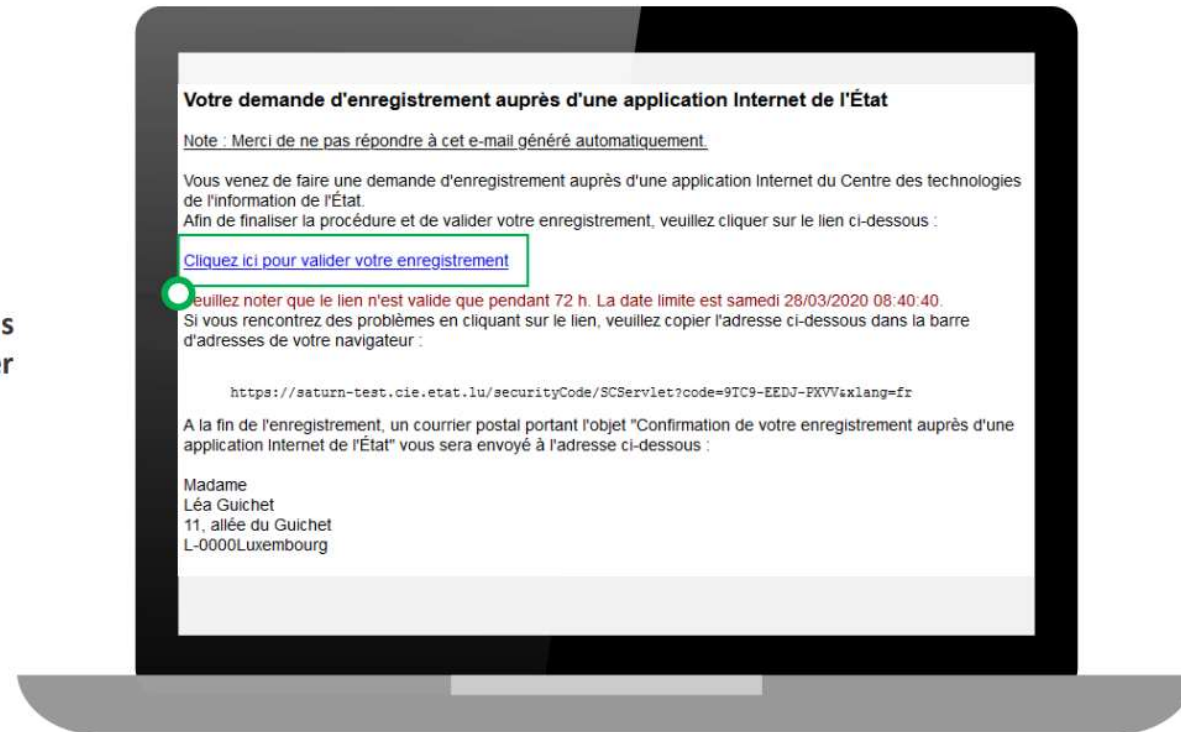 Votre demande d'enregistrement auprès d'une application Internet de l'État
Note : Merci de ne pas répondre à cet e-mail généré automatiquement.
Vous venez de faire une demande d'enregistrement auprès d'une application Internet du Centre des technologies
de l'information de l'État.
Afin de finaliser la procédure et de valider votre enregistrement, veuillez cliquer sur le lien ci-dessous :
Cliquez ici pour valider votre enregistrement
euillez noter que le lien n'est valide que pendant 72 h. La date limite est samedi 28/03/2020 08:40:40.
Si vous rencontrez des problèmes en cliquant sur le lien, veuillez copier l'adresse ci-dessous dans la barre
d'adresses de votre navigateur :
https://saturn-test.cie.etat.lu/securityCode/SCServlet?code=9TC9-EEDJ-PXVV&xlang=fr
A la fin de l'enregistrement, un courrier postal portant l'objet "Confirmation de votre enregistrement auprès d'une
application Internet de l'État" vous sera envoyé à l'adresse ci-dessous :
Madame
Léa Guichet
11, allée du Guichet
L-0000Luxembourg
s
er